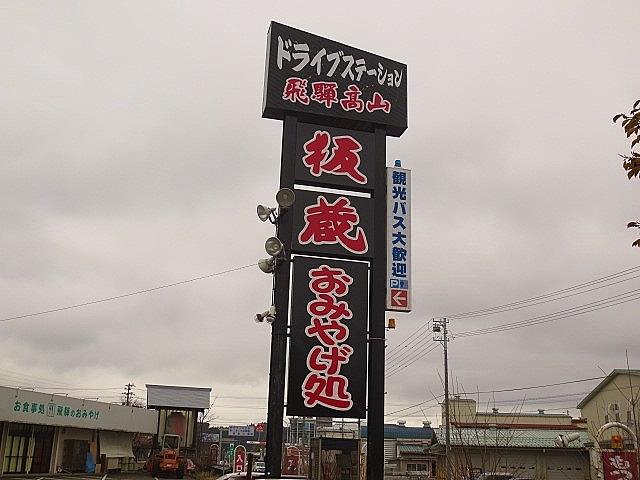 ドライブステーション
飛騨高山
板
蔵
おみやげ処
観光バス大歓迎
P
お食事処 飛騨のおみやげ
入口